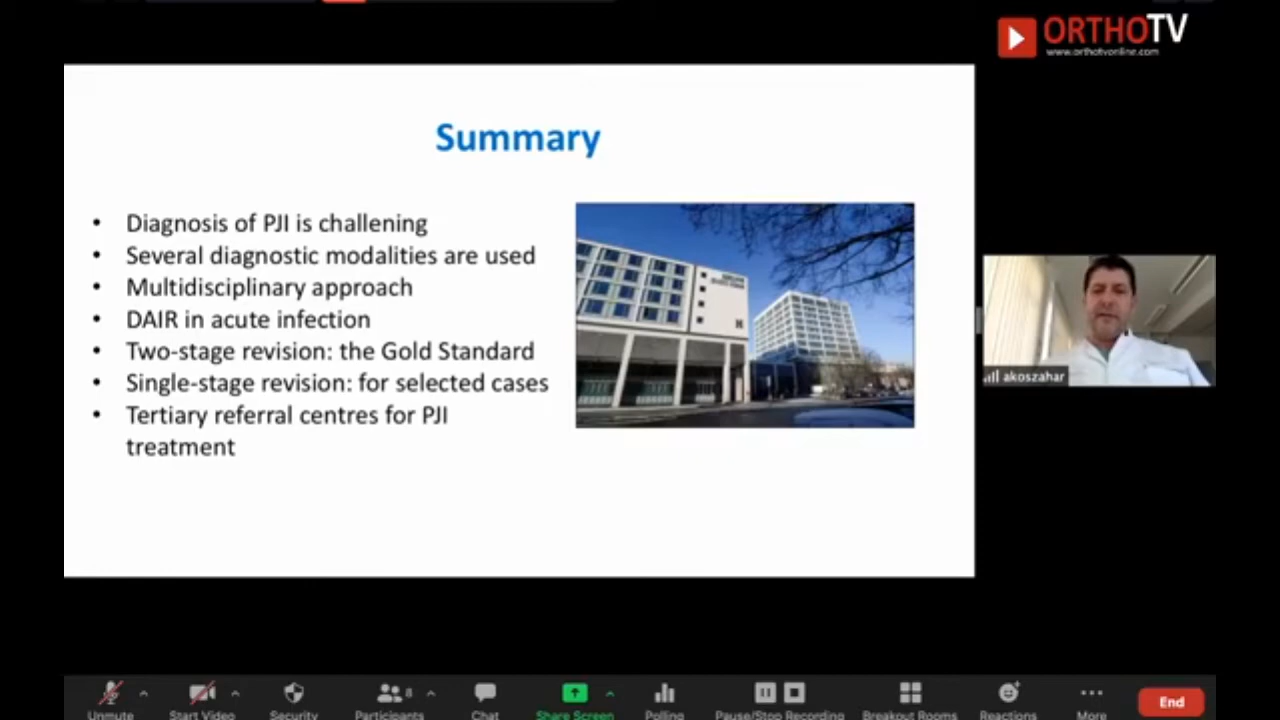 ORTHOTV
www.orthotvonline.com
Summary
• Diagnosis of PJI is challening
• Several diagnostic modalities are used
• Multidisciplinary approach
• DAIR in acute infection
• Two-stage revision: the Gold Standard
• Single-stage revision: for selected cases
• Tertiary referral centres for PJI
treatment
akoszahar
8
Unmute
Start Video
Security
Participants
Chat
Share Screen
Polling
Pause/Stop Recording
Breakout Rooms
Reactions
More
End